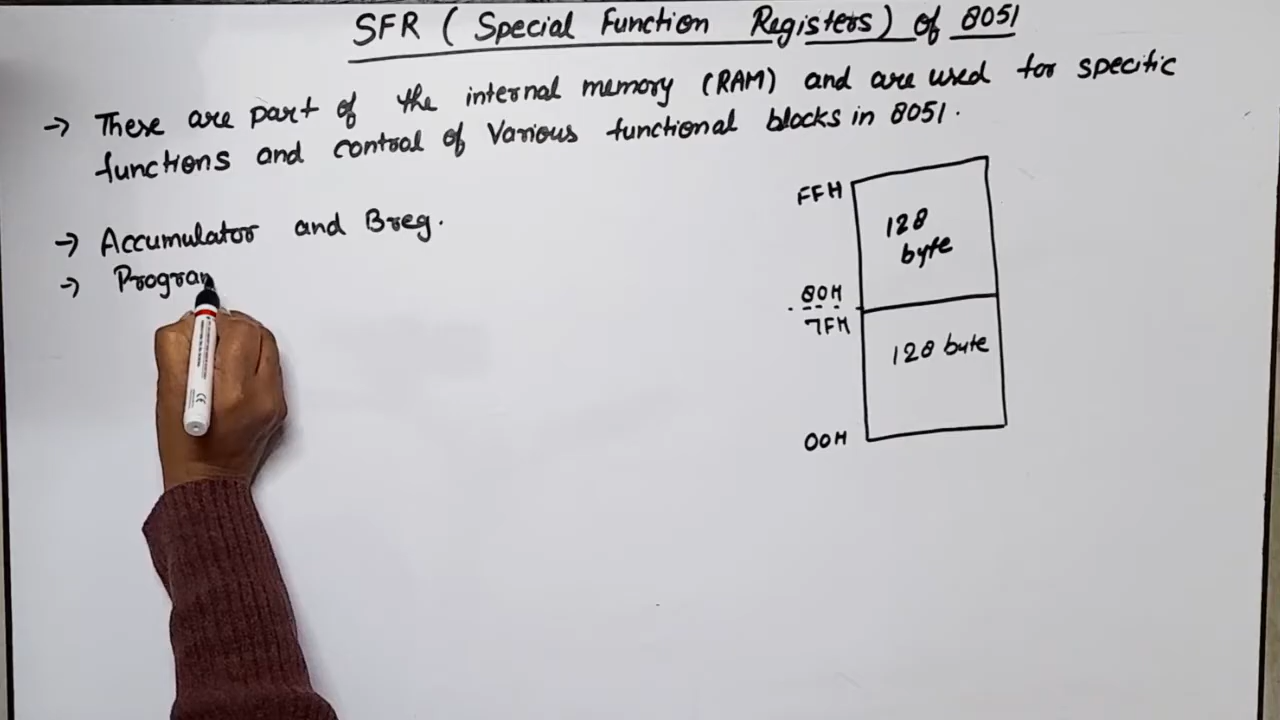 SFR ( Special Function Registers ) of 8051
→ These are part of the internal memory (RAM) and are used for specific
functions and control of various functional blocks in 8051.
→ Accumulator and B reg.
→ Program
FFH
128
byte
80H
7FH
128 byte
00H